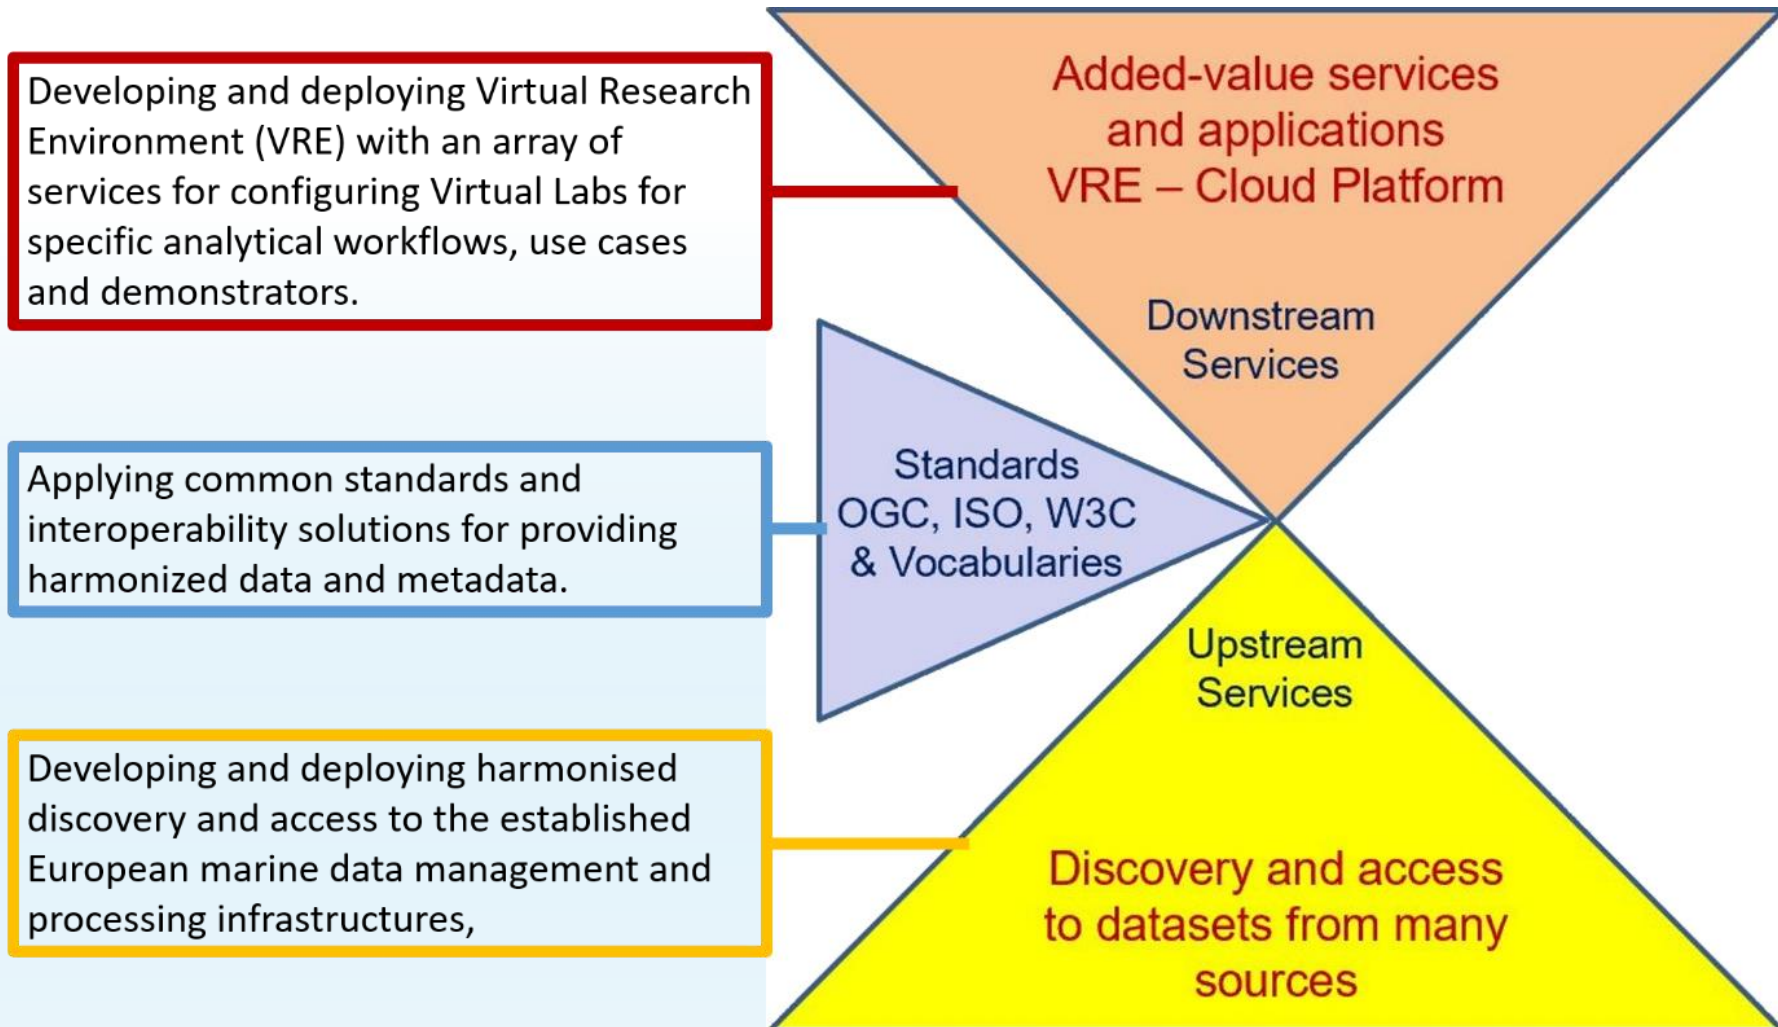 Developing and deploying Virtual Research
Environment (VRE) with an array of
services for configuring Virtual Labs for
specific analytical workflows, use cases
and demonstrators.
Applying common standards and
interoperability solutions for providing
harmonized data and metadata.
Developing and deploying harmonised
discovery and access to the established
European marine data management and
processing infrastructures,
Added-value services
and applications
VRE – Cloud Platform
Downstream
Services
Standards
OGC, ISO, W3C
& Vocabularies
Upstream
Services
Discovery and access
to datasets from many
sources